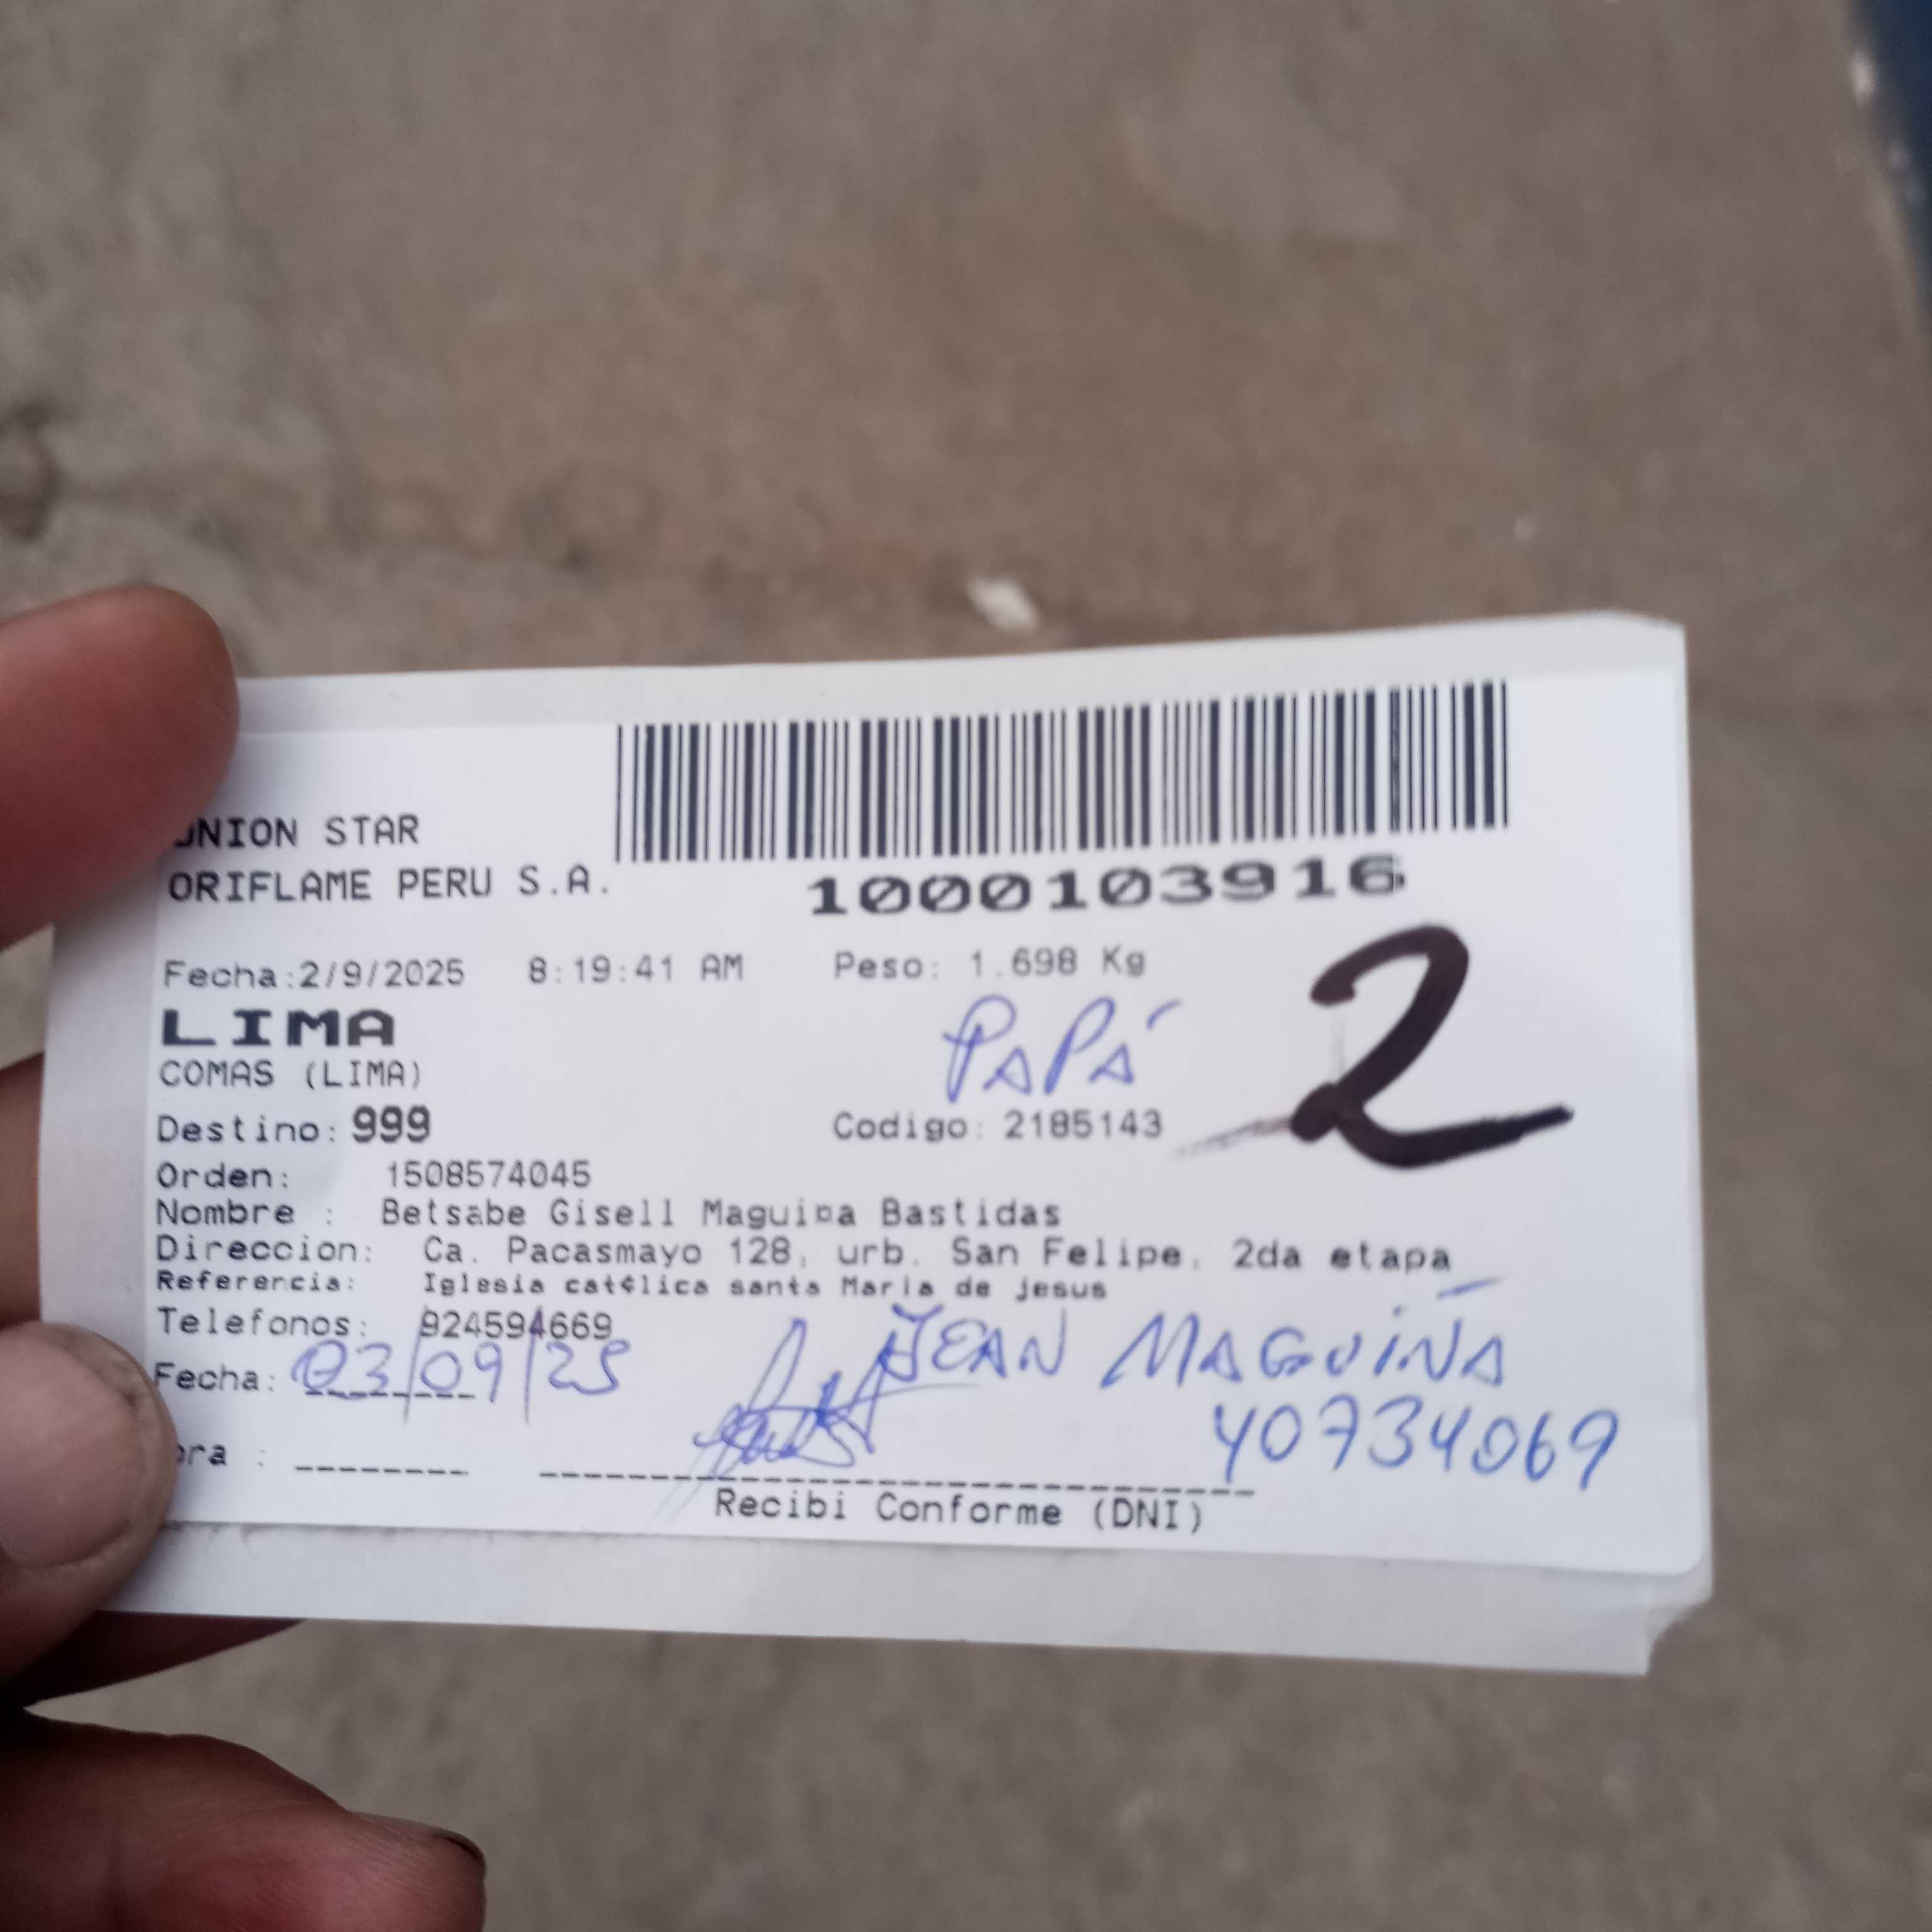 UNION STAR
ORIFLAME PERU S.A.
1000103916
Fecha:2/9/2025 8:19:41 AM Peso: 1.698 Kg
LIMA
PAPÁ
2
COMAS (LIMA)
Destino: 999 Codigo: 2185143
Orden: 1508574045
Nombre : Betsabe Gisell Maguiña Bastidas
Direccion: Ca. Pacasmayo 128, urb. San Felipe, 2da etapa
Referencia: Iglesia católica santa Maria de jesus
Telefonos: 924594669
JEAN MAGUIÑA
Fecha: 03/09/25
40734069
ora :
Recibi Conforme (DNI)